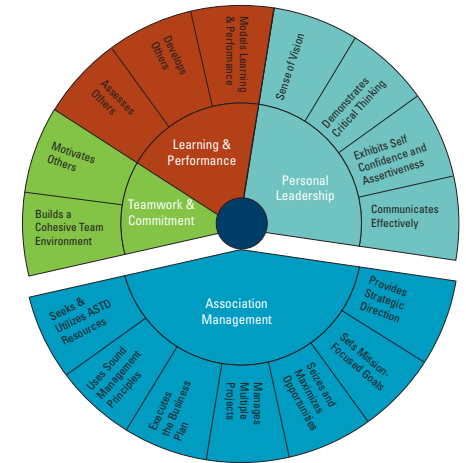 Models Learning
& Performance
Develops
Others
Assesses
Others
Learning &
Performance
Sense of Vision
Demonstrates
Critical Thinking
Exhibits Self
Confidence and
Assertiveness
Communicates
Effectively
Personal
Leadership
Motivates
Others
Builds a
Cohesive Team
Environment
Teamwork &
Commitment
Association
Management
Seeks &
Utilizes ASTD
Resources
Uses Sound
Management
Principles
Executes
the Business
Plan
Manages
Multiple
Projects
Seizes and
Maximizes
Opportunities
Sets Mission-
Focused Goals
Provides
Strategic
Direction